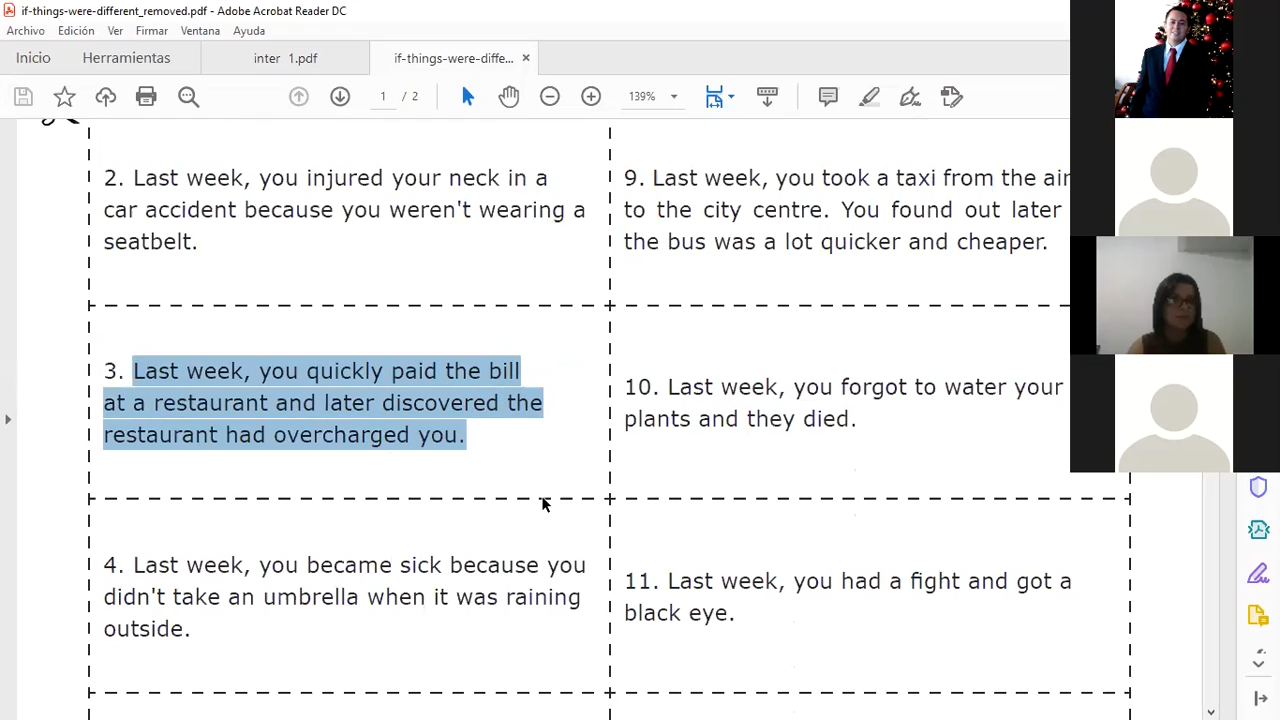 if-things-were-different_removed.pdf - Adobe Acrobat Reader DC
Archivo Edición Ver Firmar Ventana Ayuda
Inicio Herramientas inter 1.pdf if-things-were-diffe... ×
1 / 2 139%
2. Last week, you injured your neck in a
car accident because you weren't wearing a
seatbelt.
9. Last week, you took a taxi from the
to the city centre. You found out later
the bus was a lot quicker and cheaper.
3. Last week, you quickly paid the bill
at a restaurant and later discovered the
restaurant had overcharged you.
10. Last week, you forgot to water your
plants and they died.
4. Last week, you became sick because you
didn't take an umbrella when it was raining
outside.
11. Last week, you had a fight and got a
black eye.